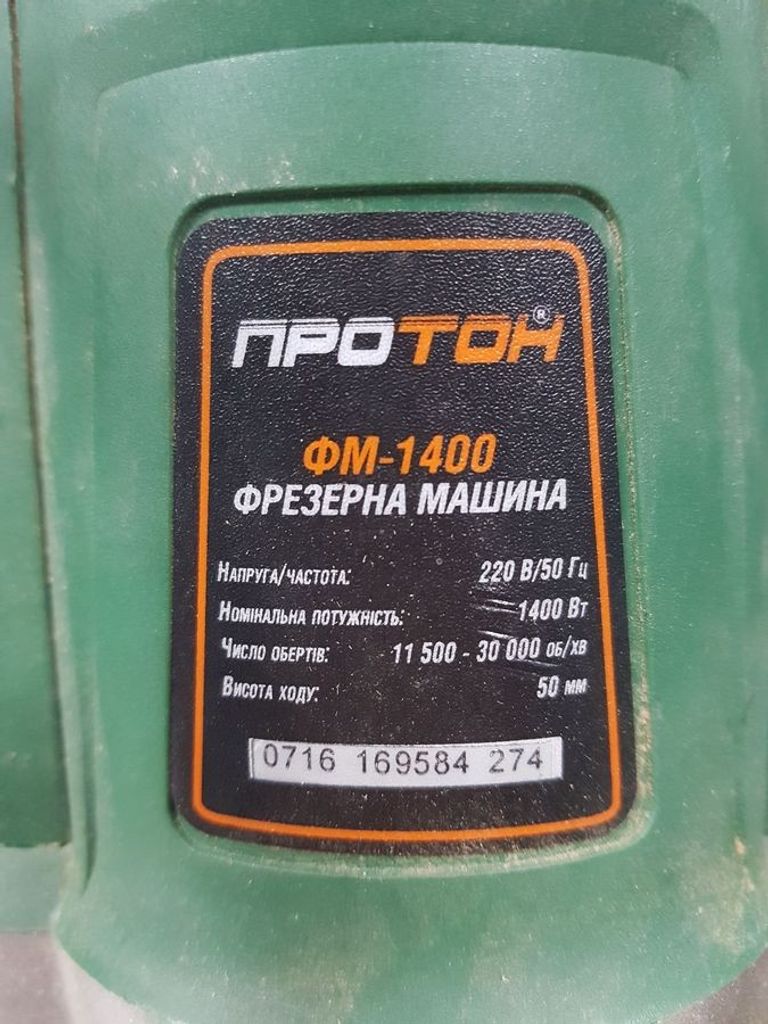 ПРОТОН®
ФМ-1400
ФРЕЗЕРНА МАШИНА
НАПРУГА/ЧАСТОТА: 220 В/50 ГЦ
НОМІНАЛЬНА ПОТУЖНІСТЬ: 1400 ВТ
ЧИСЛО ОБЕРТІВ: 11 500 - 30 000 ОБ/ХВ
ВИСОТА ХОДУ: 50 ММ
0716 169584 274